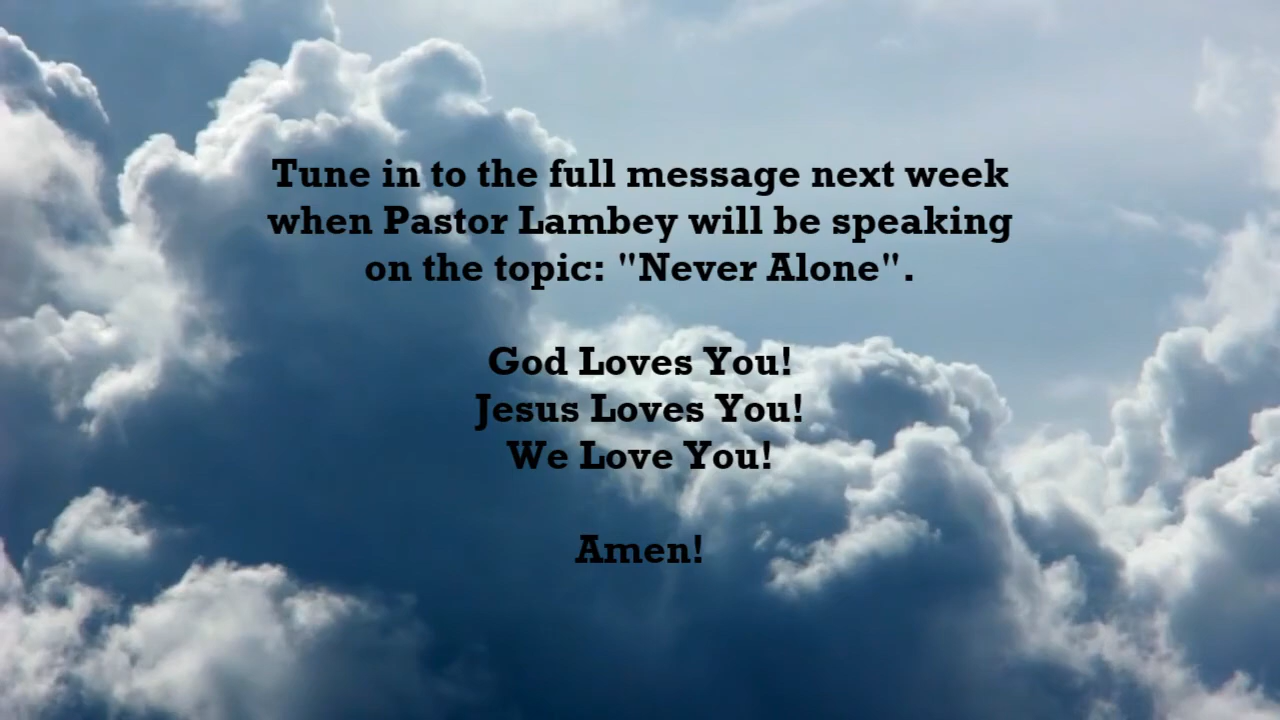 Tune in to the full message next week
when Pastor Lambey will be speaking
on the topic: "Never Alone".
God Loves You!
Jesus Loves You!
We Love You!
Amen!